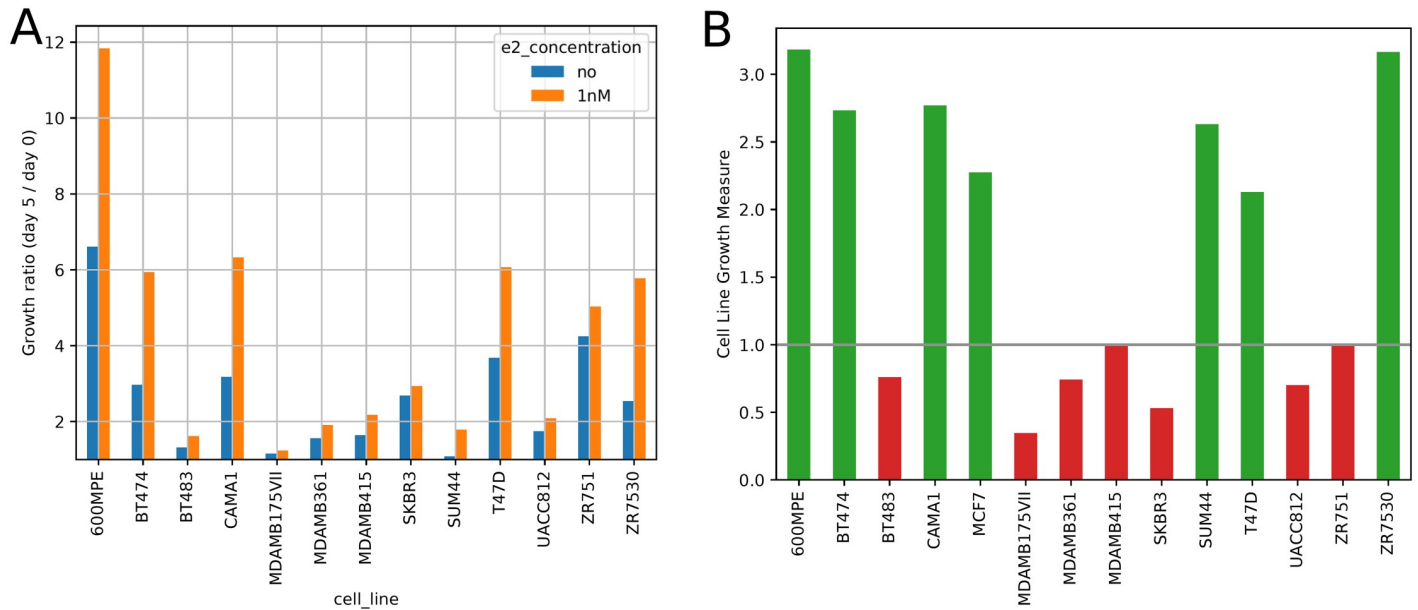 A
Growth ratio (day 5 / day 0)
12
10
8
6
4
2
e2_concentration
no
1nM
600MPE
BT474
BT483
CAMA1
MDAMB175VII
MDAMB361
MDAMB415
SKBR3
SUM44
T47D
UACC812
ZR751
ZR7530
cell_line
B
Cell Line Growth Measure
3.0
2.5
2.0
1.5
1.0
0.5
0.0
600MPE
BT474
BT483
CAMA1
MCF7
MDAMB175VII
MDAMB361
MDAMB415
SKBR3
SUM44
T47D
UACC812
ZR751
ZR7530